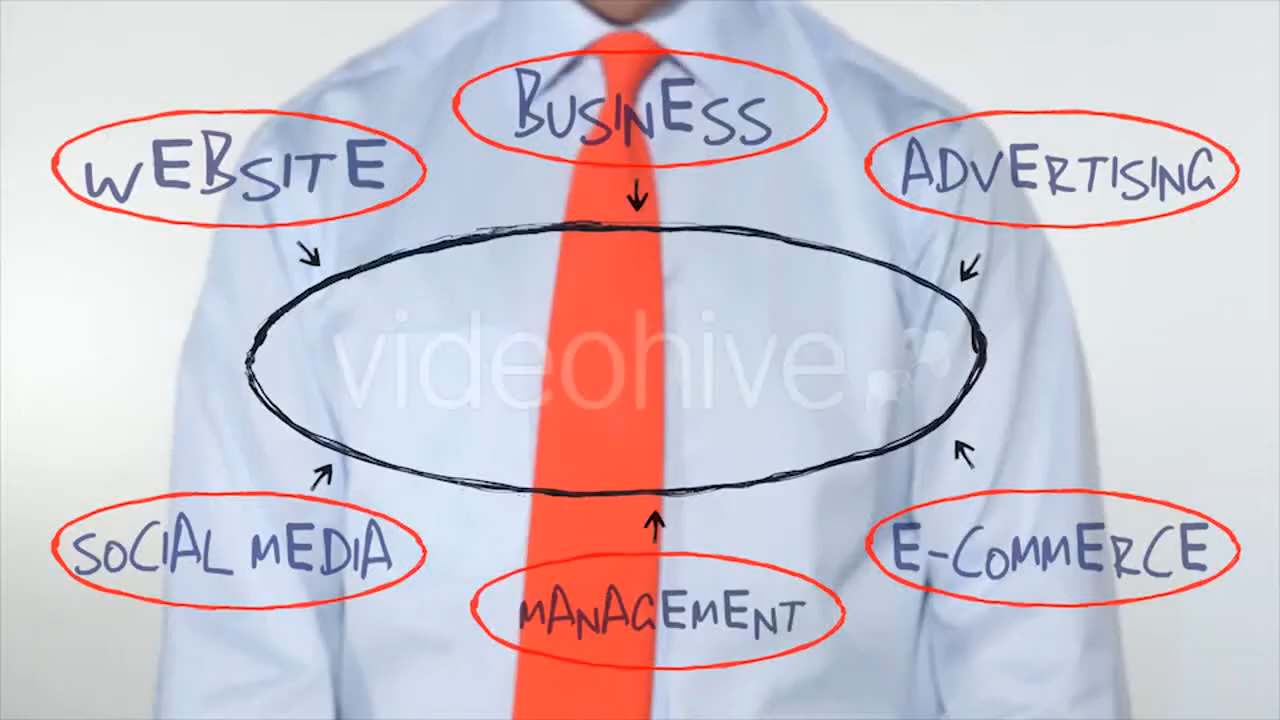 BUSINESS
WEBSITE
ADVERTISING
videohive
SOCIAL MEDIA
E-COMMERCE
MANAGEMENT